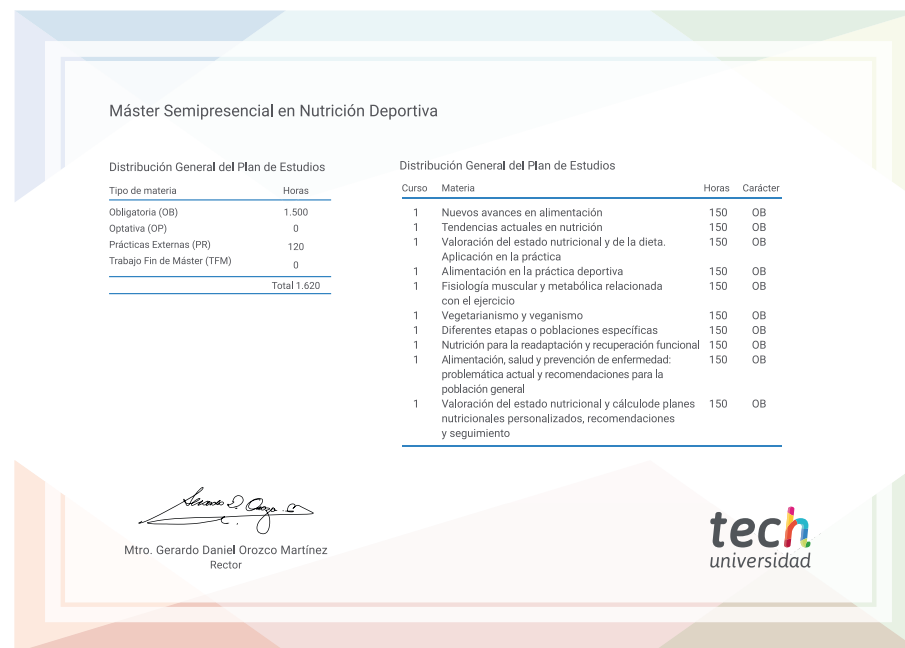 Máster Semipresencial en Nutrición Deportiva
Distribución General del Plan de Estudios
Tipo de materia Horas
Obligatoria (OB) 1.500
Optativa (OP) 0
Prácticas Externas (PR) 120
Trabajo Fin de Máster (TFM) 0
Total 1.620
Distribución General del Plan de Estudios
Curso Materia Horas Carácter
1 Nuevos avances en alimentación 150 OB
1 Tendencias actuales en nutrición 150 OB
1 Valoración del estado nutricional y de la dieta. 150 OB
Aplicación en la práctica
1 Alimentación en la práctica deportiva 150 OB
1 Fisiología muscular y metabólica relacionada 150 OB
con el ejercicio
1 Vegetarianismo y veganismo 150 OB
1 Diferentes etapas o poblaciones específicas 150 OB
1 Nutrición para la readaptación y recuperación funcional 150 OB
1 Alimentación, salud y prevención de enfermedad: 150 OB
problemática actual y recomendaciones para la
población general
1 Valoración del estado nutricional y cálculode planes 150 OB
nutricionales personalizados, recomendaciones
y seguimiento
Mtro. Gerardo Daniel Orozco Martínez
Rector
tech
universidad